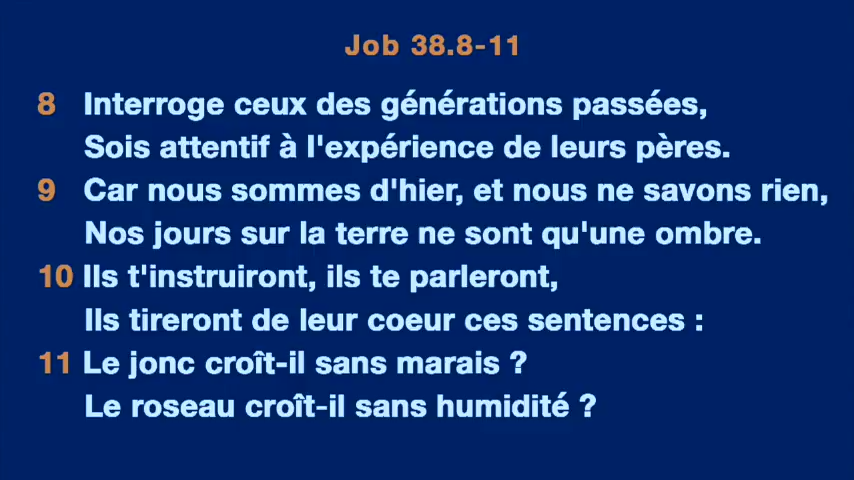 Job 38.8-11
8 Interroge ceux des générations passées,
Sois attentif à l'expérience de leurs pères.
9 Car nous sommes d'hier, et nous ne savons rien,
Nos jours sur la terre ne sont qu'une ombre.
10 Ils t'instruiront, ils te parleront,
Ils tireront de leur coeur ces sentences :
11 Le jonc croît-il sans marais ?
Le roseau croît-il sans humidité ?